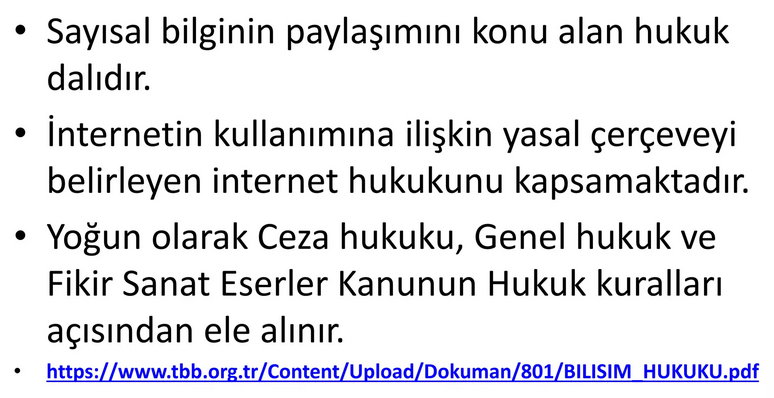 • Sayısal bilginin paylaşımını konu alan hukuk
dalıdır.
• İnternetin kullanımına ilişkin yasal çerçeveyi
belirleyen internet hukukunu kapsamaktadır.
• Yoğun olarak Ceza hukuku, Genel hukuk ve
Fikir Sanat Eserler Kanunun Hukuk kuralları
açısından ele alınır.
• https://www.tbb.org.tr/Content/Upload/Dokuman/801/BILISIM_HUKUKU.pdf